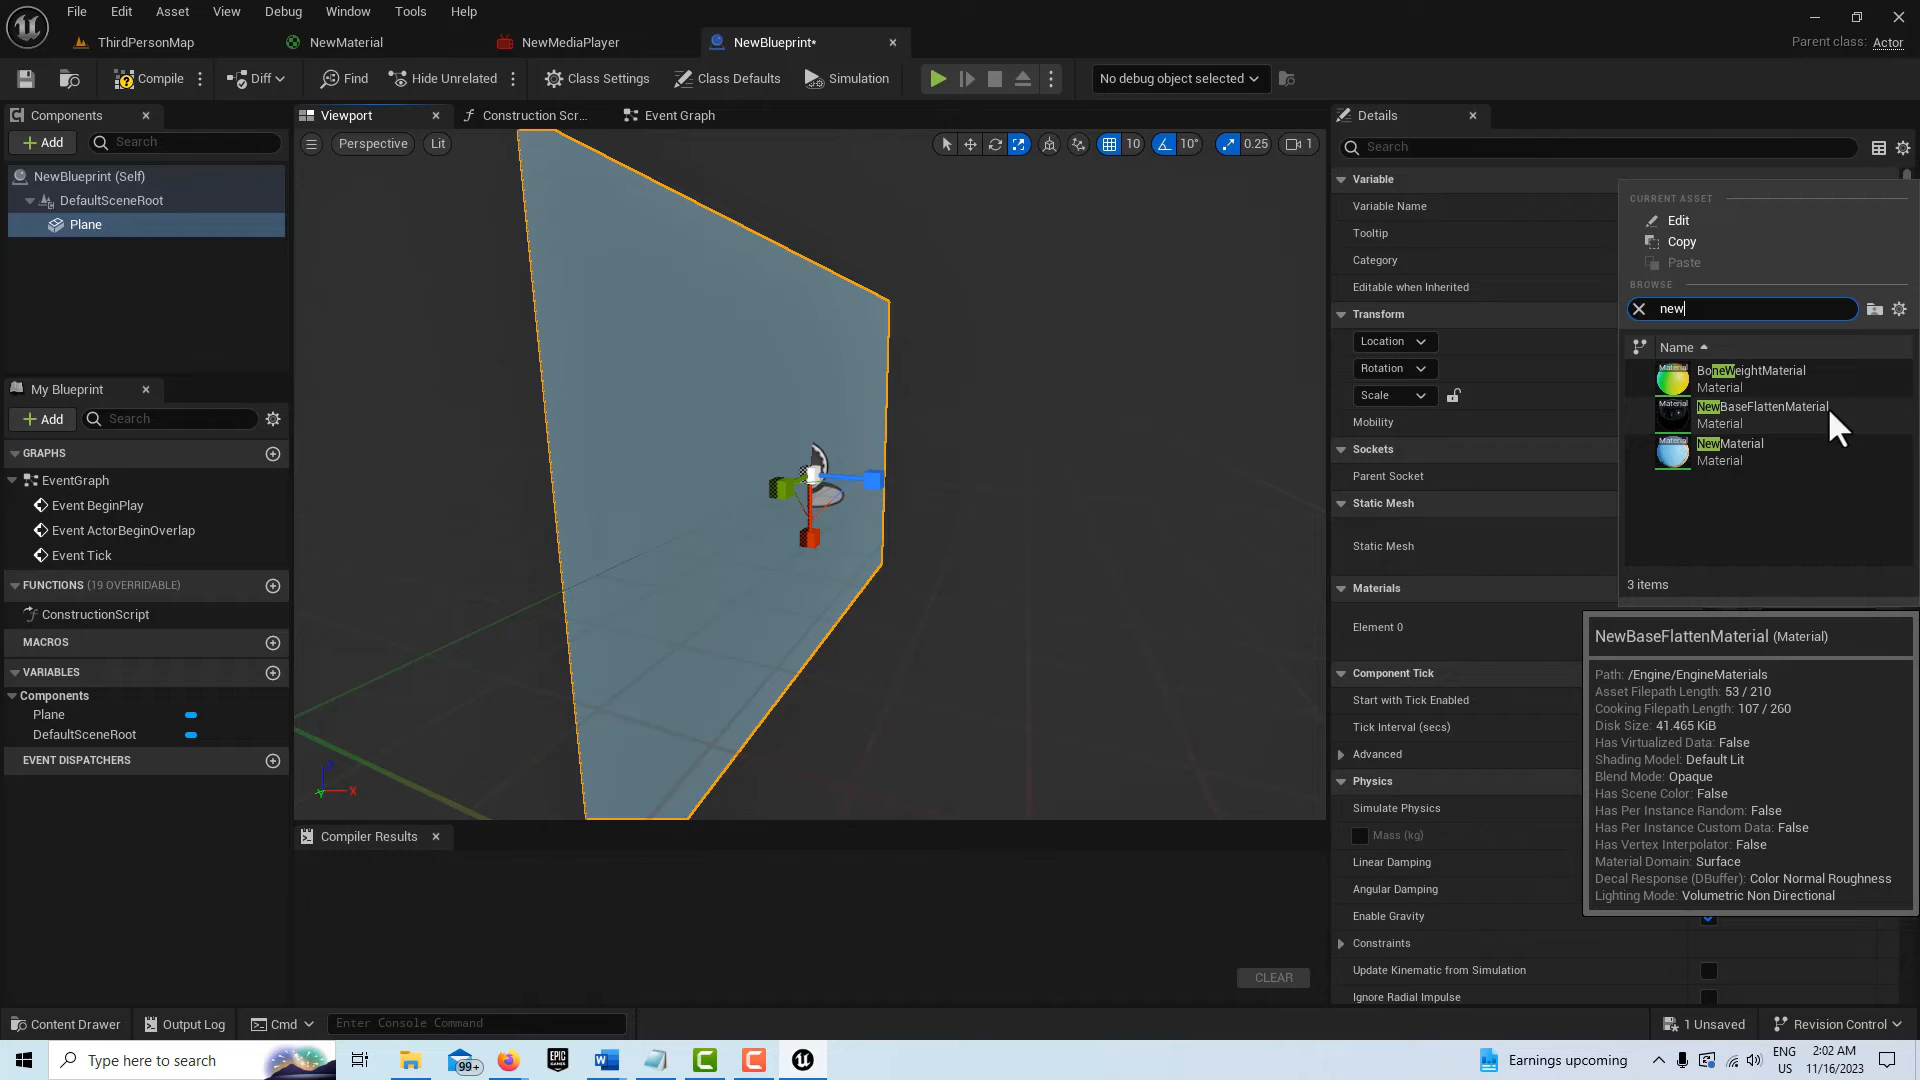 File Edit Asset View Debug Window Tools Help
ThirdPersonMap NewMaterial NewMediaPlayer NewBlueprint*
Parent class: Actor
Compile Diff Find Hide Unrelated Class Settings Class Defaults Simulation No debug object selected
Components
Add Search
NewBlueprint (Self)
DefaultSceneRoot
Plane
My Blueprint
Add Search
GRAPHS
EventGraph
Event BeginPlay
Event ActorBeginOverlap
Event Tick
FUNCTIONS (19 OVERRIDABLE)
ConstructionScript
MACROS
VARIABLES
Components
Plane
DefaultSceneRoot
EVENT DISPATCHERS
Viewport Construction Scr... Event Graph
Perspective Lit 10 10° 0.25 1
Z
X
Y
Compiler Results
CLEAR
Details
Search
Variable
Variable Name
Tooltip
Category
Editable when Inherited
Transform
Location
Rotation
Scale
Mobility
Sockets
Parent Socket
Static Mesh
Static Mesh
Materials
Element 0
Component Tick
Start with Tick Enabled
Tick Interval (secs)
Advanced
Physics
Simulate Physics
Mass (kg)
Linear Damping
Angular Damping
Enable Gravity
Constraints
Update Kinematic from Simulation
Ignore Radial Impulse
CURRENT ASSET
Edit
Copy
Paste
BROWSE
new
Name
Material
BoneWeightMaterial
Material
Material
NewBaseFlattenMaterial
Material
Material
NewMaterial
Material
3 items
NewBaseFlattenMaterial (Material)
Path: /Engine/EngineMaterials
Asset Filepath Length: 53 / 210
Cooking Filepath Length: 107 / 260
Disk Size: 41.465 KiB
Has Virtualized Data: False
Shading Model: Default Lit
Blend Mode: Opaque
Has Scene Color: False
Has Per Instance Random: False
Has Per Instance Custom Data: False
Has Vertex Interpolator: False
Material Domain: Surface
Decal Response (DBuffer): Color Normal Roughness
Lighting Mode: Volumetric Non Directional
Content Drawer Output Log Cmd Enter Console Command 1 Unsaved Revision Control
Type here to search 99+ EPIC GAMES Earnings upcoming ENG US 2:02 AM 11/16/2023